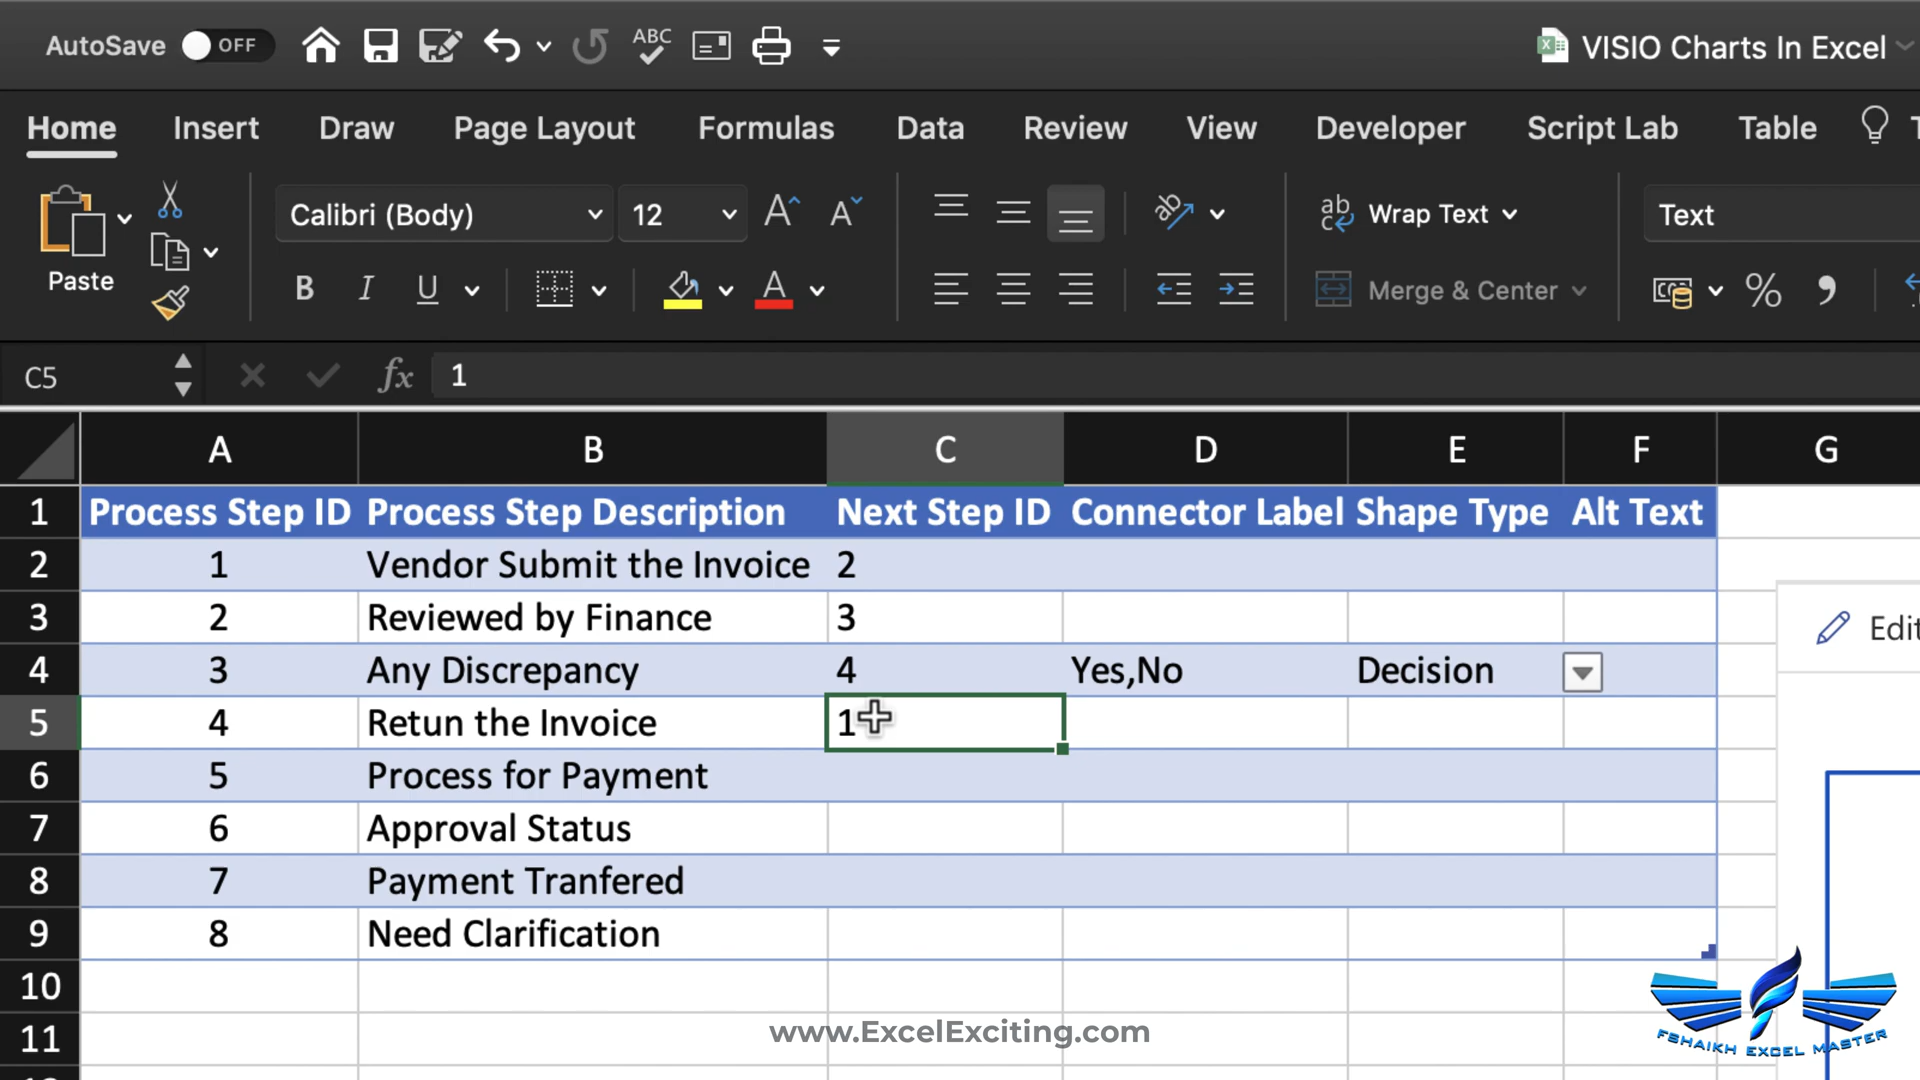 AutoSave OFF ABC VISIO Charts In Excel
Home Insert Draw Page Layout Formulas Data Review View Developer Script Lab Table
Calibri (Body) 12 A A ab Wrap Text Text
ab c
Paste B I U A Merge & Center % ,
C5 fx 1
A B C D E F G
1 Process Step ID Process Step Description Next Step ID Connector Label Shape Type Alt Text
2 1 Vendor Submit the Invoice 2
3 2 Reviewed by Finance 3
Edit
4 3 Any Discrepancy 4 Yes,No Decision
5 4 Retun the Invoice 1
6 5 Process for Payment
7 6 Approval Status
8 7 Payment Tranfered
9 8 Need Clarification
10
11
www.ExcelExciting.com
FSHAIKH EXCEL MASTER